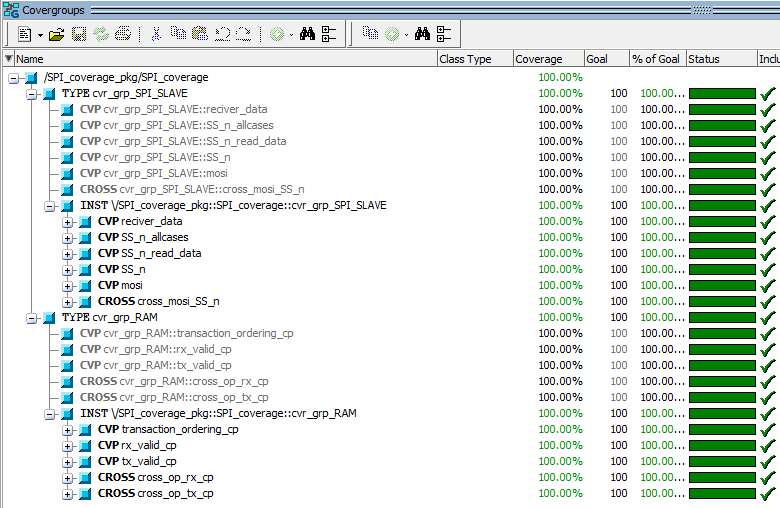 Covergroups
Name Class Type Coverage Goal % of Goal Status Inclu
/SPI_coverage_pkg/SPI_coverage 100.00%
TYPE cvr_grp_SPI_SLAVE 100.00% 100 100.00...
CVP cvr_grp_SPI_SLAVE::reciver_data 100.00% 100 100.00...
CVP cvr_grp_SPI_SLAVE::SS_n_allcases 100.00% 100 100.00...
CVP cvr_grp_SPI_SLAVE::SS_n_read_data 100.00% 100 100.00...
CVP cvr_grp_SPI_SLAVE::SS_n 100.00% 100 100.00...
CVP cvr_grp_SPI_SLAVE::mosi 100.00% 100 100.00...
CROSS cvr_grp_SPI_SLAVE::cross_mosi_SS_n 100.00% 100 100.00...
INST \/SPI_coverage_pkg::SPI_coverage::cvr_grp_SPI_SLAVE 100.00% 100 100.00...
CVP reciver_data 100.00% 100 100.00...
CVP SS_n_allcases 100.00% 100 100.00...
CVP SS_n_read_data 100.00% 100 100.00...
CVP SS_n 100.00% 100 100.00...
CVP mosi 100.00% 100 100.00...
CROSS cross_mosi_SS_n 100.00% 100 100.00...
TYPE cvr_grp_RAM 100.00% 100 100.00...
CVP cvr_grp_RAM::transaction_ordering_cp 100.00% 100 100.00...
CVP cvr_grp_RAM::rx_valid_cp 100.00% 100 100.00...
CVP cvr_grp_RAM::tx_valid_cp 100.00% 100 100.00...
CROSS cvr_grp_RAM::cross_op_rx_cp 100.00% 100 100.00...
CROSS cvr_grp_RAM::cross_op_tx_cp 100.00% 100 100.00...
INST \/SPI_coverage_pkg::SPI_coverage::cvr_grp_RAM 100.00% 100 100.00...
CVP transaction_ordering_cp 100.00% 100 100.00...
CVP rx_valid_cp 100.00% 100 100.00...
CVP tx_valid_cp 100.00% 100 100.00...
CROSS cross_op_rx_cp 100.00% 100 100.00...
CROSS cross_op_tx_cp 100.00% 100 100.00...